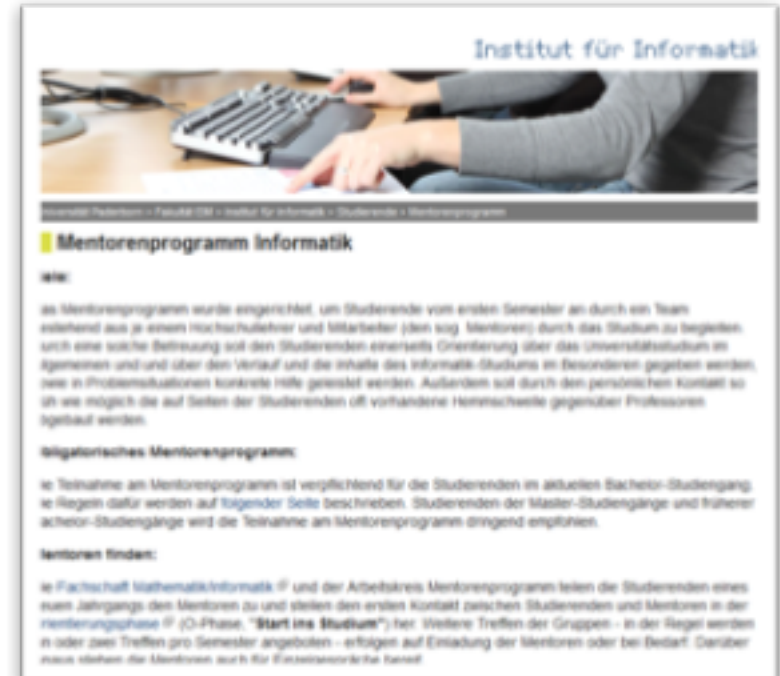 Institut für Informatik
Universität Paderborn > Fakultät EIM > Institut für Informatik > Studierende > Mentorenprogramm
Mentorenprogramm Informatik
iele:
as Mentorenprogramm wurde eingerichtet, um Studierende vom ersten Semester an durch ein Team
estehend aus je einem Hochschullehrer und Mitarbeiter (den sog. Mentoren) durch das Studium zu begleiten.
urch eine solche Betreuung soll den Studierenden einerseits Orientierung über das Universitätsstudium im
llgemeinen und und über den Verlauf und die Inhalte des Informatik-Studiums im Besonderen gegeben werden,
owie in Problemsituationen konkrete Hilfe geleistet werden. Außerdem soll durch den persönlichen Kontakt so
üh wie möglich die auf Seiten der Studierenden oft vorhandene Hemmschwelle gegenüber Professoren
bgebaut werden.
bligatorisches Mentorenprogramm:
ie Teilnahme am Mentorenprogramm ist verpflichtend für die Studierenden im aktuellen Bachelor-Studiengang.
ie Regeln dafür werden auf folgender Seite beschrieben. Studierenden der Master-Studiengänge und früherer
achelor-Studiengänge wird die Teilnahme am Mentorenprogramm dringend empfohlen.
lentoren finden:
ie Fachschaft Mathematik/Informatik und der Arbeitskreis Mentorenprogramm teilen die Studierenden eines
euen Jahrgangs den Mentoren zu und stellen den ersten Kontakt zwischen Studierenden und Mentoren in der
rientierungsphase (O-Phase, "Start ins Studium") her. Weitere Treffen der Gruppen - in der Regel werden
in oder zwei Treffen pro Semester angeboten - erfolgen auf Einladung der Mentoren oder bei Bedarf. Darüber
inaus stehen die Mentoren auch für Einzelgespräche bereit.